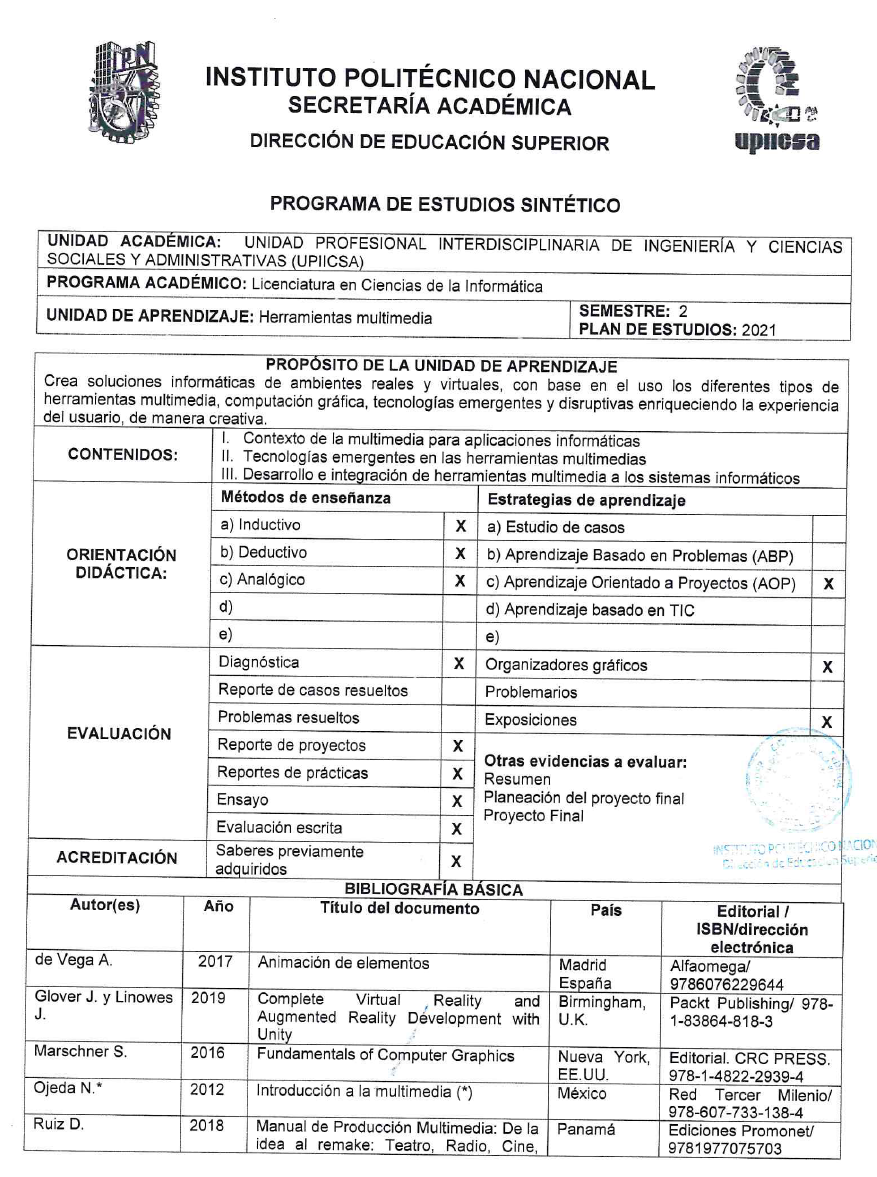 IPN
INSTITUTO POLITÉCNICO NACIONAL
SECRETARÍA ACADÉMICA
DIRECCIÓN DE EDUCACIÓN SUPERIOR
upiicsa
PROGRAMA DE ESTUDIOS SINTÉTICO
UNIDAD ACADÉMICA: UNIDAD PROFESIONAL INTERDISCIPLINARIA DE INGENIERÍA Y CIENCIAS
SOCIALES Y ADMINISTRATIVAS (UPIICSA)
PROGRAMA ACADÉMICO: Licenciatura en Ciencias de la Informática
UNIDAD DE APRENDIZAJE: Herramientas multimedia
SEMESTRE: 2
PLAN DE ESTUDIOS: 2021
PROPÓSITO DE LA UNIDAD DE APRENDIZAJE
Crea soluciones informáticas de ambientes reales y virtuales, con base en el uso los diferentes tipos de
herramientas multimedia, computación gráfica, tecnologías emergentes y disruptivas enriqueciendo la experiencia
del usuario, de manera creativa.
CONTENIDOS:
I. Contexto de la multimedia para aplicaciones informáticas
II. Tecnologías emergentes en las herramientas multimedias
III. Desarrollo e integración de herramientas multimedia a los sistemas informáticos
ORIENTACIÓN
DIDÁCTICA:
Métodos de enseñanza
Estrategias de aprendizaje
a) Inductivo X a) Estudio de casos
b) Deductivo X b) Aprendizaje Basado en Problemas (ABP)
c) Analógico X c) Aprendizaje Orientado a Proyectos (AOP) X
d) d) Aprendizaje basado en TIC
e) e)
EVALUACIÓN
Diagnóstica X Organizadores gráficos X
Reporte de casos resueltos Problemarios
Problemas resueltos Exposiciones X
Reporte de proyectos X
Reportes de prácticas X
Ensayo X
Evaluación escrita X
Otras evidencias a evaluar:
Resumen
Planeación del proyecto final
Proyecto Final
INSTITUTO POLITÉCNICO NACION
Dirección de Educación Superio
ACREDITACIÓN
Saberes previamente
adquiridos
X
BIBLIOGRAFÍA BÁSICA
Autor(es) Año Título del documento País Editorial /
ISBN/dirección
electrónica
de Vega A. 2017 Animación de elementos Madrid
España
Alfaomega/
9786076229644
Glover J. y Linowes
J.
2019
Complete Virtual Reality and
Augmented Reality Development with
Unity
Birmingham,
U.K.
Packt Publishing/ 978-
1-83864-818-3
Marschner S. 2016 Fundamentals of Computer Graphics Nueva York,
EE.UU.
Editorial. CRC PRESS.
978-1-4822-2939-4
Ojeda N.* 2012 Introducción a la multimedia (*) México Red Tercer Milenio/
978-607-733-138-4
Ruiz D. 2018 Manual de Producción Multimedia: De la
idea al remake: Teatro, Radio, Cine,
Panamá
Ediciones Promonet/
9781977075703